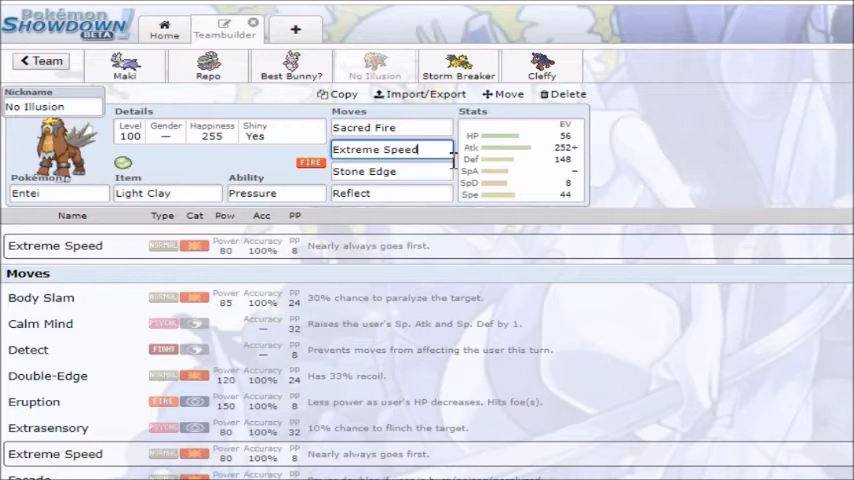 Pokémon
SHOWDOWN!
BETA
Home
Teambuilder
+
< Team
Maki
Repo
Best Bunny?
No Illusion
Storm Breaker
Cleffy
Copy
Import/Export
Move
Delete
Nickname
No Illusion
Details
Moves
Stats
Level Gender Happiness Shiny
100 — 255 Yes
FIRE
Pokémon Item Ability
Entei Light Clay Pressure
Sacred Fire
Extreme Speed
Stone Edge
Reflect
EV
HP 56
Atk 252+
Def 148
SpA –
SpD 8
Spe 44
Name Type Cat Pow Acc PP
Extreme Speed NORMAL Power 80 Accuracy 100% PP 8 Nearly always goes first.
Moves
Body Slam NORMAL Power 85 Accuracy 100% PP 24 30% chance to paralyze the target.
Calm Mind PSYCHC Accuracy — PP 32 Raises the user's Sp. Atk and Sp. Def by 1.
Detect FIGHT Accuracy — PP 8 Prevents moves from affecting the user this turn.
Double-Edge NORMAL Power 120 Accuracy 100% PP 24 Has 33% recoil.
Eruption FIRE Power 150 Accuracy 100% PP 8 Less power as user's HP decreases. Hits foe(s).
Extrasensory PSYCHC Power 80 Accuracy 100% PP 32 10% chance to flinch the target.
Extreme Speed NORMAL Power 80 Accuracy 100% PP 8 Nearly always goes first.